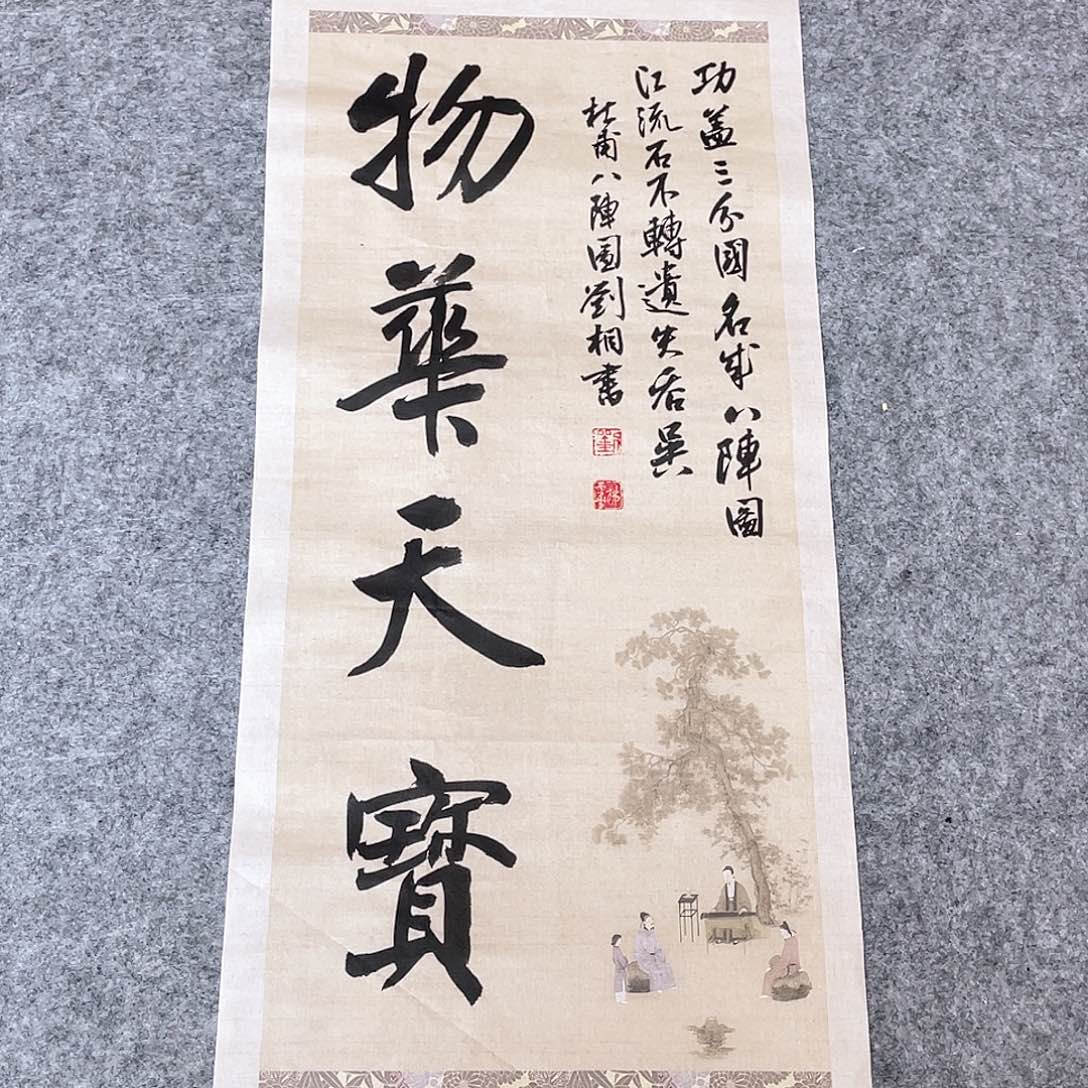 功蓋三分國名成八陣圖
江流石不轉遺失吞吳
杜甫八陣圖劉桐書
物華天寶